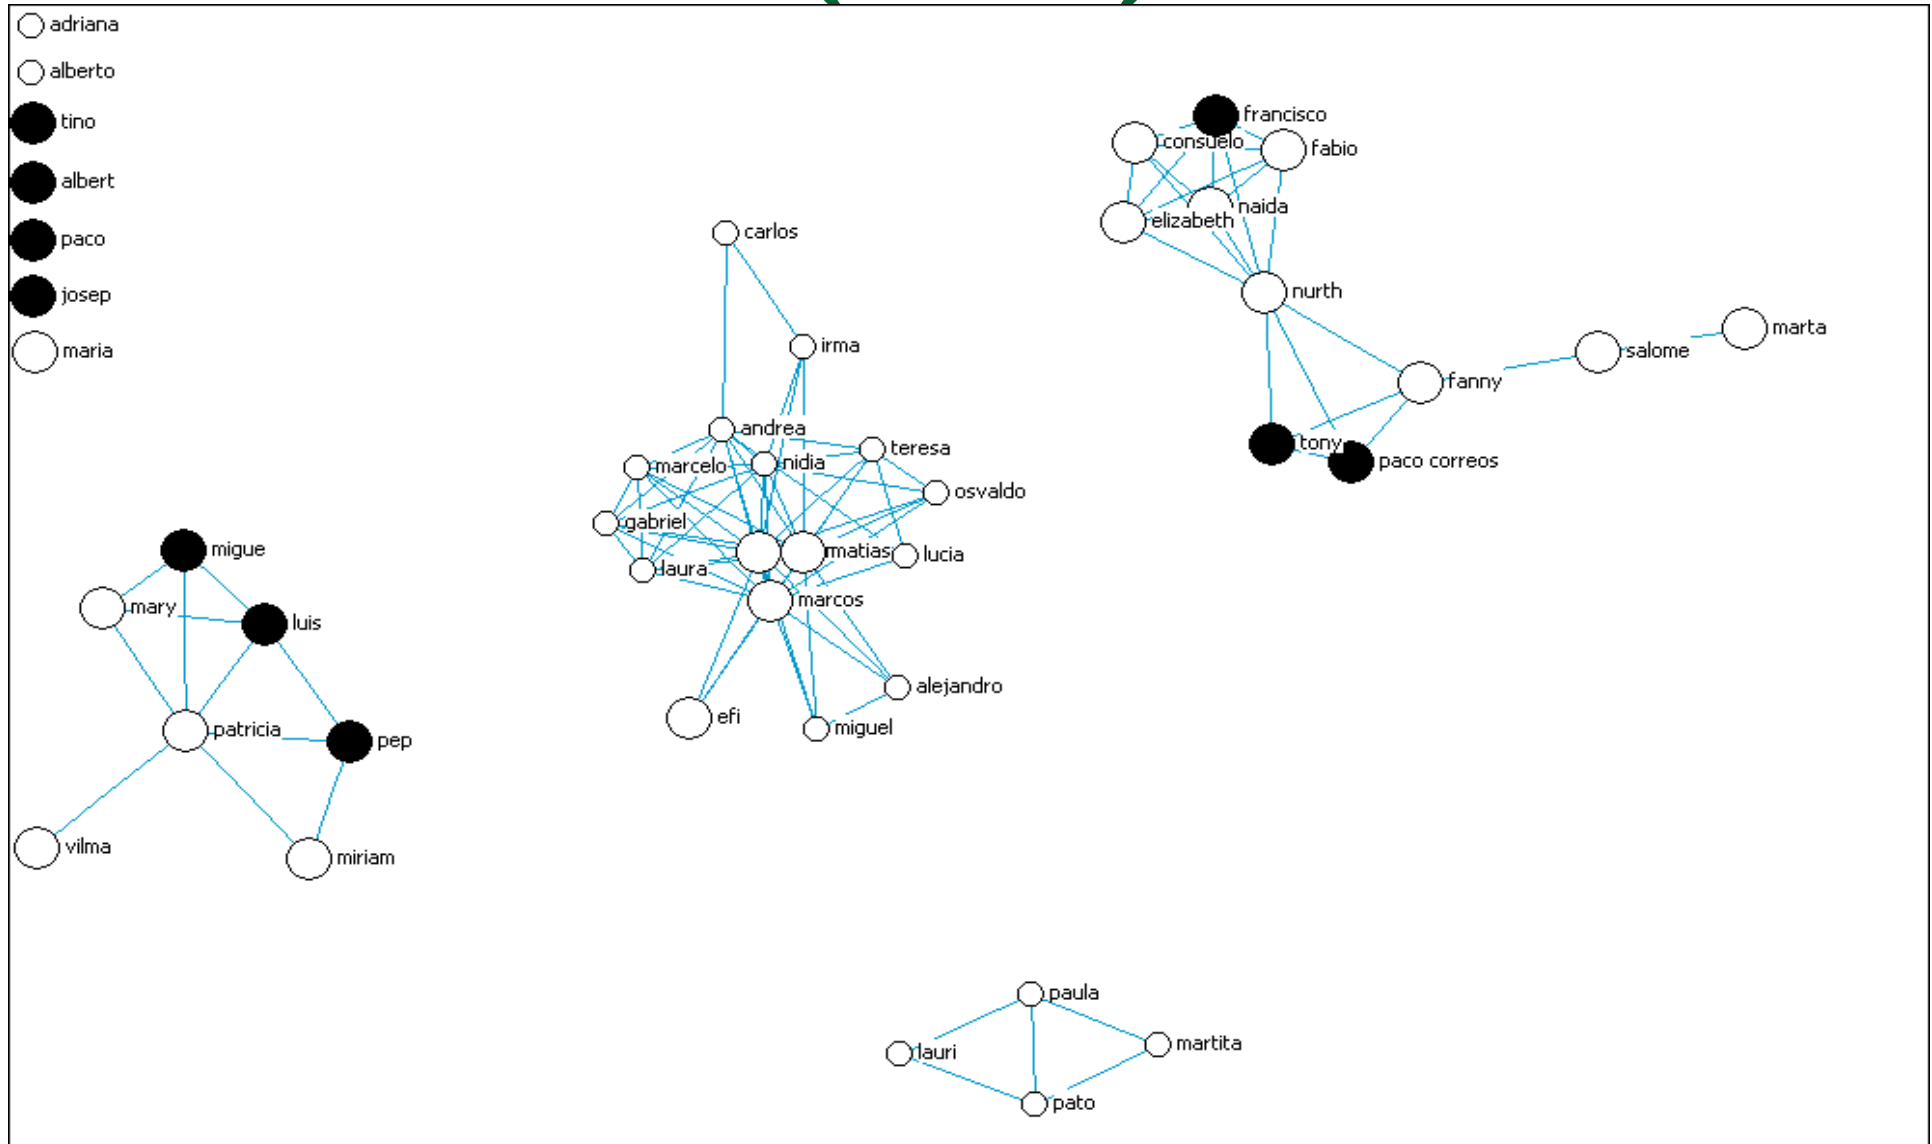 adriana
alberto
tino
albert
paco
josep
maria
francisco
consuelo
fabio
naida
elizabeth
nurth
marta
salome
fanny
tony
paco correos
carlos
irma
andrea
teresa
marcelo
nidia
osvaldo
gabriel
matias
lucia
laura
marcos
alejandro
efi
miguel
migue
mary
luis
patricia
pep
vilma
miriam
paula
lauri
martita
pato